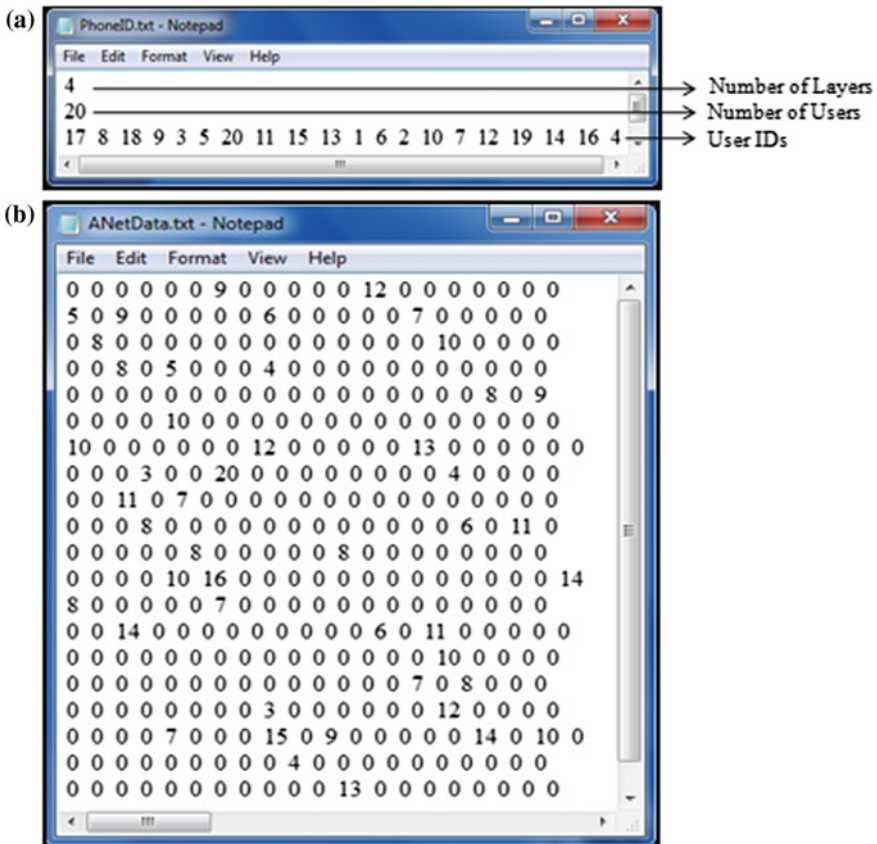 (a)
PhoneID.txt - Notepad
File Edit Format View Help
4
Number of Layers
20
Number of Users
17 8 18 9 3 5 20 11 15 13 1 6 2 10 7 12 19 14 16 4
User IDs
(b)
ANetData.txt - Notepad
File Edit Format View Help
0 0 0 0 0 0 9 0 0 0 0 0 12 0 0 0 0 0 0 0
5 0 9 0 0 0 0 0 6 0 0 0 0 0 7 0 0 0 0 0
0 8 0 0 0 0 0 0 0 0 0 0 0 0 0 10 0 0 0 0
0 0 8 0 5 0 0 0 4 0 0 0 0 0 0 0 0 0 0 0
0 0 0 0 0 0 0 0 0 0 0 0 0 0 0 0 0 8 0 9
0 0 0 0 10 0 0 0 0 0 0 0 0 0 0 0 0 0 0 0
10 0 0 0 0 0 0 12 0 0 0 0 0 13 0 0 0 0 0 0
0 0 0 3 0 0 20 0 0 0 0 0 0 0 0 4 0 0 0 0
0 0 11 0 7 0 0 0 0 0 0 0 0 0 0 0 0 0 0 0
0 0 0 8 0 0 0 0 0 0 0 0 0 0 0 0 6 0 11 0
0 0 0 0 0 8 0 0 0 0 0 8 0 0 0 0 0 0 0 0
0 0 0 0 10 16 0 0 0 0 0 0 0 0 0 0 0 0 0 14
8 0 0 0 0 0 7 0 0 0 0 0 0 0 0 0 0 0 0 0
0 0 14 0 0 0 0 0 0 0 0 0 6 0 11 0 0 0 0 0
0 0 0 0 0 0 0 0 0 0 0 0 0 0 0 10 0 0 0 0
0 0 0 0 0 0 0 0 0 0 0 0 0 0 7 0 8 0 0 0
0 0 0 0 0 0 0 0 3 0 0 0 0 0 0 12 0 0 0 0
0 0 0 0 7 0 0 0 15 0 9 0 0 0 0 0 14 0 10 0
0 0 0 0 0 0 0 0 0 4 0 0 0 0 0 0 0 0 0 0
0 0 0 0 0 0 0 0 0 0 0 13 0 0 0 0 0 0 0 0